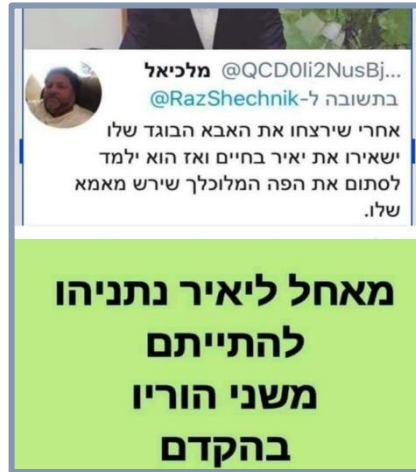 מלכיאל @QCD0Ii2NusBj...
בתשובה ל-@RazShechnik
אחרי שירצחו את האבא הבוגד שלו
ישאירו את יאיר בחיים ואז הוא ילמד
לסתום את הפה המלוכלך שירש מאמא
שלו.
מאחל ליאיר נתניהו
להתייתם
משני הוריו
בהקדם